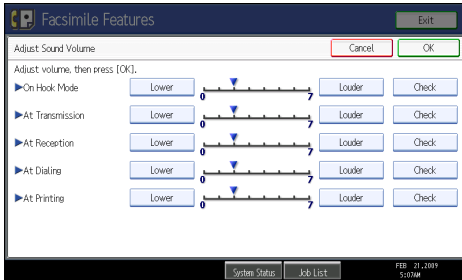 Facsimile Features Exit
Adjust Sound Volume Cancel OK
Adjust volume, then press [OK].
►On Hook Mode Lower 0 7 Louder Check
►At Transmission Lower 0 7 Louder Check
►At Reception Lower 0 7 Louder Check
►At Dialing Lower 0 7 Louder Check
►At Printing Lower 0 7 Louder Check
System Status Job List FEB 21,2009
5:07AM